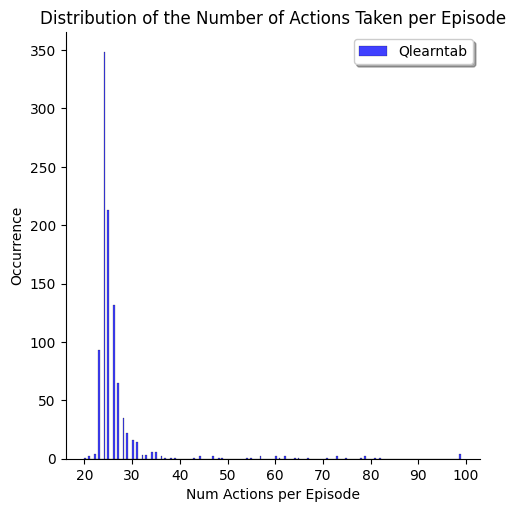 Distribution of the Number of Actions Taken per Episode
Qlearntab
350
300
250
200
150
100
50
0
Occurrence
20 30 40 50 60 70 80 90 100
Num Actions per Episode